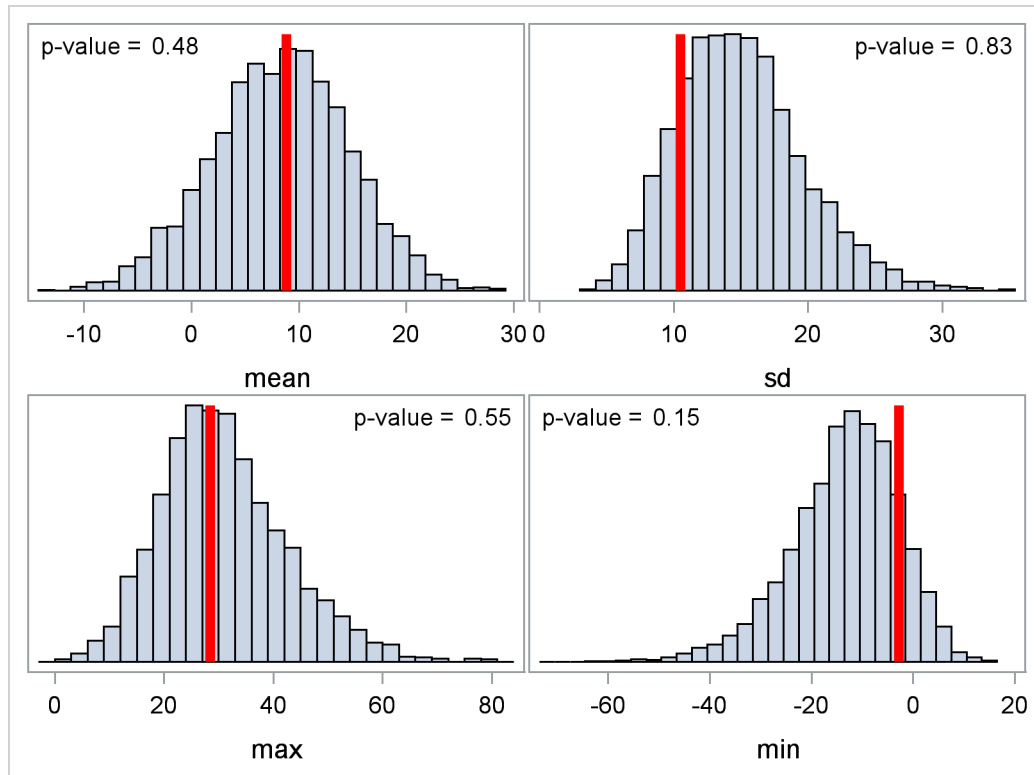 p-value = 0.48
-10 0 10 20 30
mean
p-value = 0.83
0 10 20 30
sd
p-value = 0.55
0 20 40 60 80
max
p-value = 0.15
-60 -40 -20 0 20
min